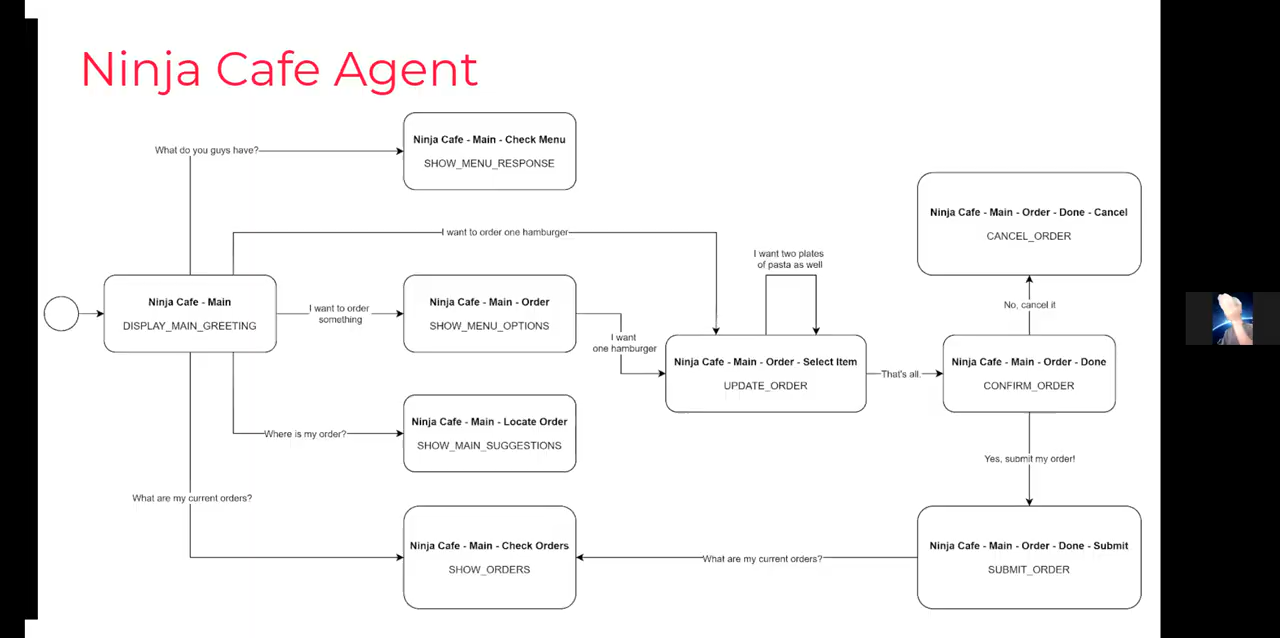 Ninja Cafe Agent
Ninja Cafe - Main - Check Menu
SHOW_MENU_RESPONSE
What do you guys have?
Ninja Cafe - Main - Order - Done - Cancel
CANCEL_ORDER
I want to order one hamburger
I want two plates
of pasta as well
Ninja Cafe - Main
DISPLAY_MAIN_GREETING
I want to order
something
Ninja Cafe - Main - Order
SHOW_MENU_OPTIONS
No, cancel it
I want
one hamburger
Ninja Cafe - Main - Order - Select Item
UPDATE_ORDER
That's all.
Ninja Cafe - Main - Order - Done
CONFIRM_ORDER
Where is my order?
Ninja Cafe - Main - Locate Order
SHOW_MAIN_SUGGESTIONS
Yes, submit my order!
What are my current orders?
Ninja Cafe - Main - Check Orders
SHOW_ORDERS
What are my current orders?
Ninja Cafe - Main - Order - Done - Submit
SUBMIT_ORDER